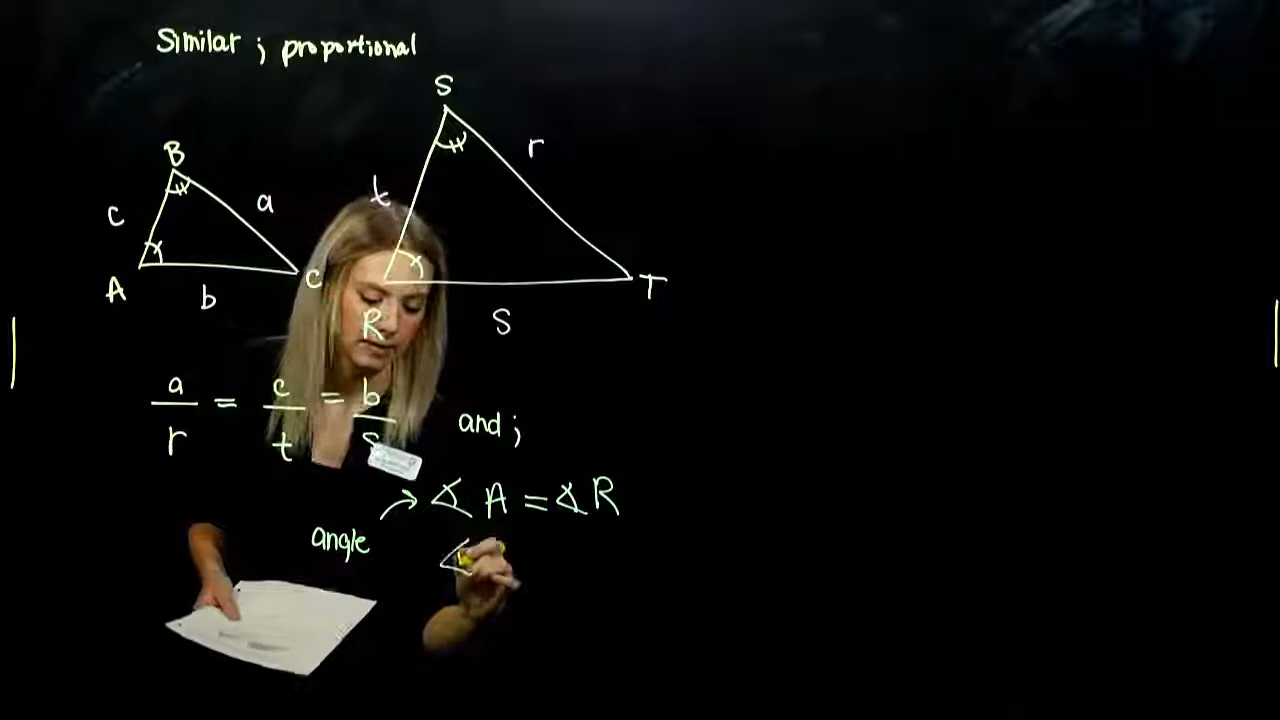 Similar ; proportional
S
B
r
t
c
a
A
C
T
b
R
S
a/r = c/t = b/s and ;
→ ∡ A = ∡ R
angle
∡